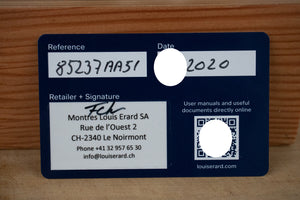 Reference
85237AA51
Date
2020
Retailer + Signature
Montres Louis Erard SA
Rue de l'Ouest 2
CH-2340 Le Noirmont
Phone +41 32 957 65 30
info@louiserard.ch
User manuals and useful
documents directly online
louiserard.com